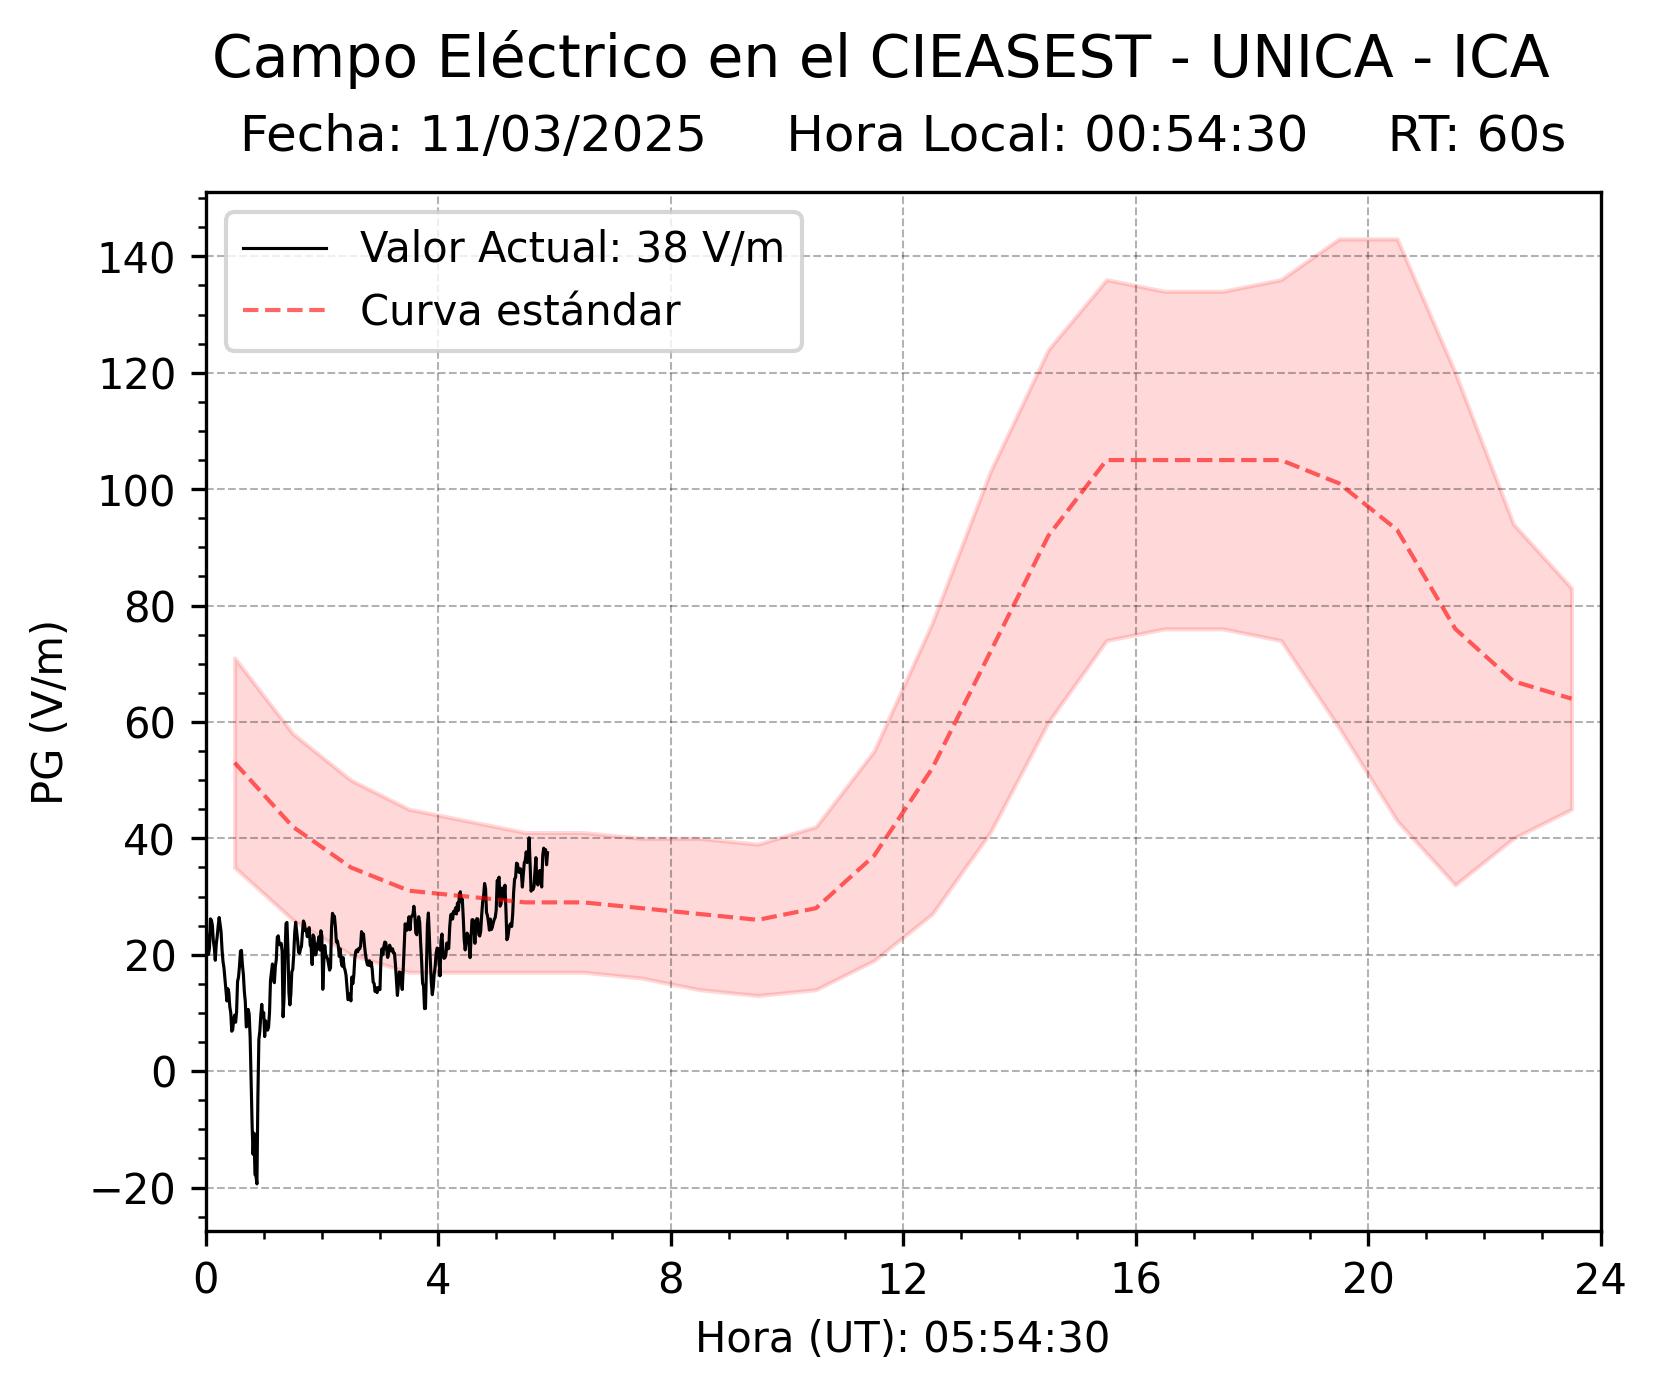 Campo Eléctrico en el CIEASEST - UNICA - ICA
Fecha: 11/03/2025 Hora Local: 00:54:30 RT: 60s
Valor Actual: 38 V/m
Curva estándar
PG (V/m)
140
120
100
80
60
40
20
0
−20
0 4 8 12 16 20 24
Hora (UT): 05:54:30